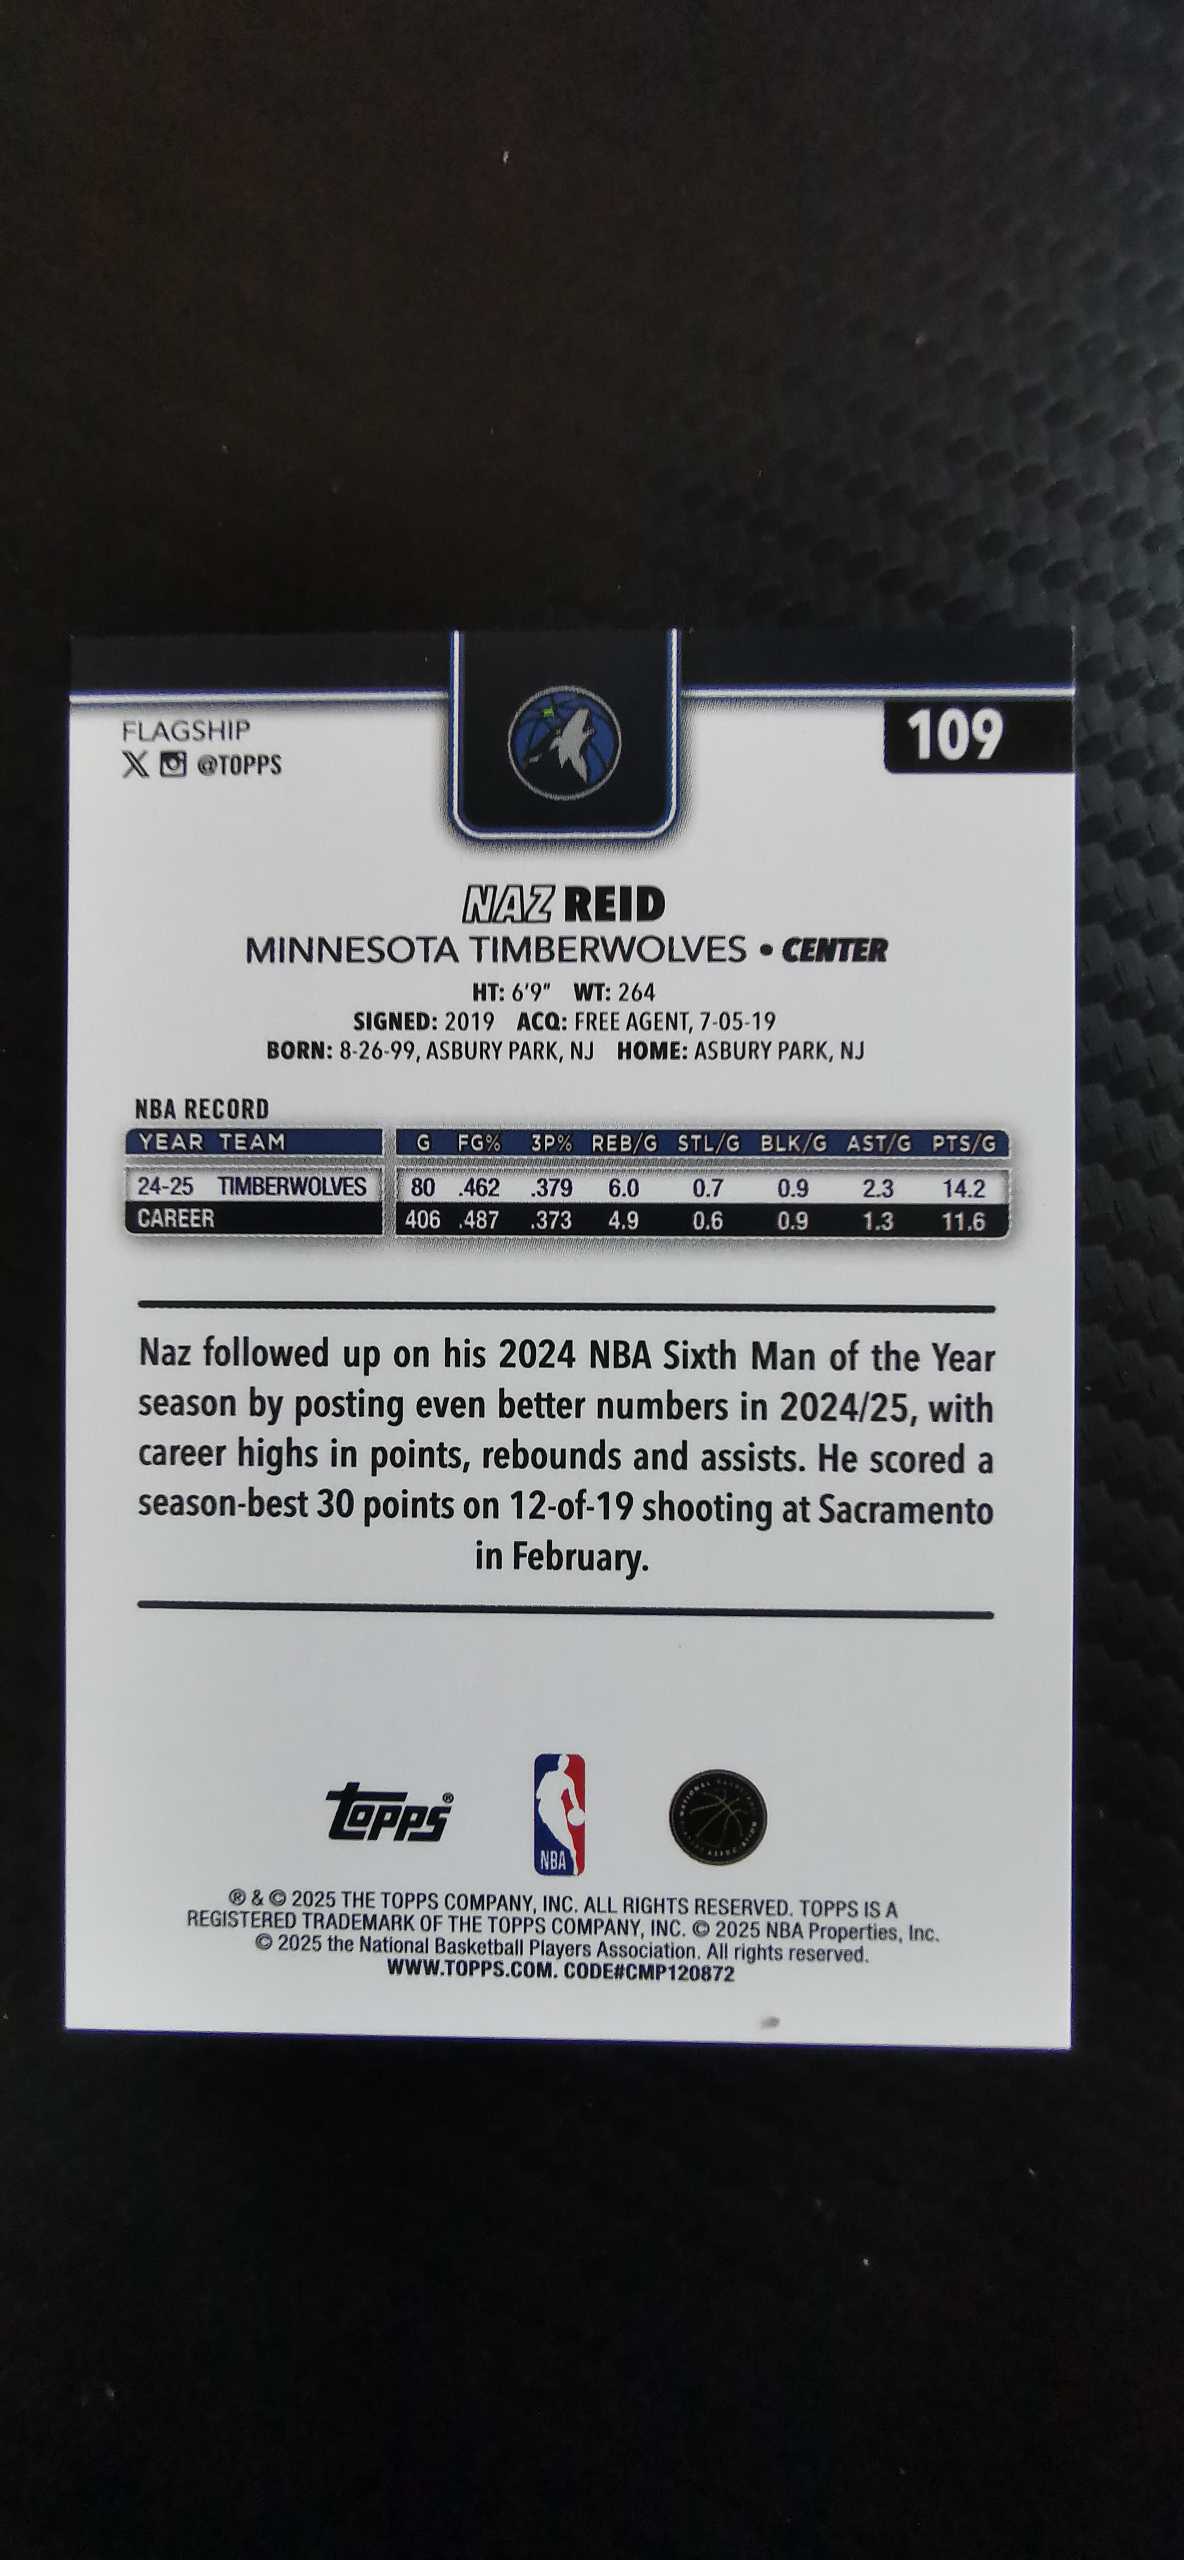 FLAGSHIP
@TOPPS
109
NAZ REID
MINNESOTA TIMBERWOLVES • CENTER
HT: 6'9" WT: 264
SIGNED: 2019 ACQ: FREE AGENT, 7-05-19
BORN: 8-26-99, ASBURY PARK, NJ HOME: ASBURY PARK, NJ
NBA RECORD
YEAR TEAM G FG% 3P% REB/G STL/G BLK/G AST/G PTS/G
24-25 TIMBERWOLVES 80 .462 .379 6.0 0.7 0.9 2.3 14.2
CAREER 406 .487 .373 4.9 0.6 0.9 1.3 11.6
Naz followed up on his 2024 NBA Sixth Man of the Year
season by posting even better numbers in 2024/25, with
career highs in points, rebounds and assists. He scored a
season-best 30 points on 12-of-19 shooting at Sacramento
in February.
topps®
NBA
® & © 2025 THE TOPPS COMPANY, INC. ALL RIGHTS RESERVED. TOPPS IS A
REGISTERED TRADEMARK OF THE TOPPS COMPANY, INC. © 2025 NBA Properties, Inc.
© 2025 the National Basketball Players Association. All rights reserved.
WWW.TOPPS.COM. CODE#CMP120872